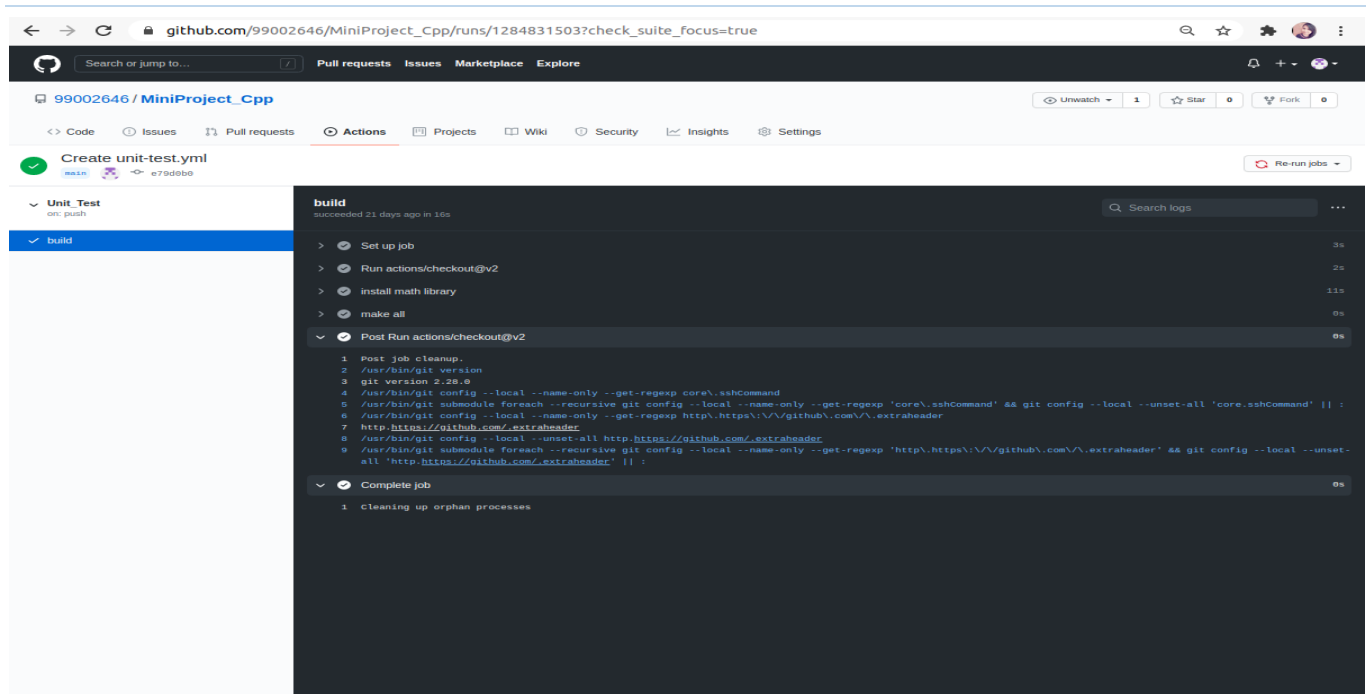 github.com/99002646/MiniProject_Cpp/runs/1284831503?check_suite_focus=true
Search or jump to... /
Pull requests Issues Marketplace Explore
99002646 / MiniProject_Cpp
Unwatch 1 Star 0 Fork 0
Code Issues Pull requests Actions Projects Wiki Security Insights Settings
Create unit-test.yml
main e79d0b0
Re-run jobs
Unit_Test
on: push
build
build
succeeded 21 days ago in 16s
Search logs
Set up job 3s
Run actions/checkout@v2 2s
install math library 11s
make all 0s
Post Run actions/checkout@v2 0s
1 Post job cleanup.
2 /usr/bin/git version
3 git version 2.28.0
4 /usr/bin/git config --local --name-only --get-regexp core\.sshCommand
5 /usr/bin/git submodule foreach --recursive git config --local --name-only --get-regexp 'core\.sshCommand' && git config --local --unset-all 'core.sshCommand' || :
6 /usr/bin/git config --local --name-only --get-regexp http\.https\:\/\/github\.com\/\.extraheader
7 http.https://github.com/.extraheader
8 /usr/bin/git config --local --unset-all http.https://github.com/.extraheader
9 /usr/bin/git submodule foreach --recursive git config --local --name-only --get-regexp 'http\.https\:\/\/github\.com\/\.extraheader' && git config --local --unset-
all 'http.https://github.com/.extraheader' || :
Complete job 0s
1 Cleaning up orphan processes